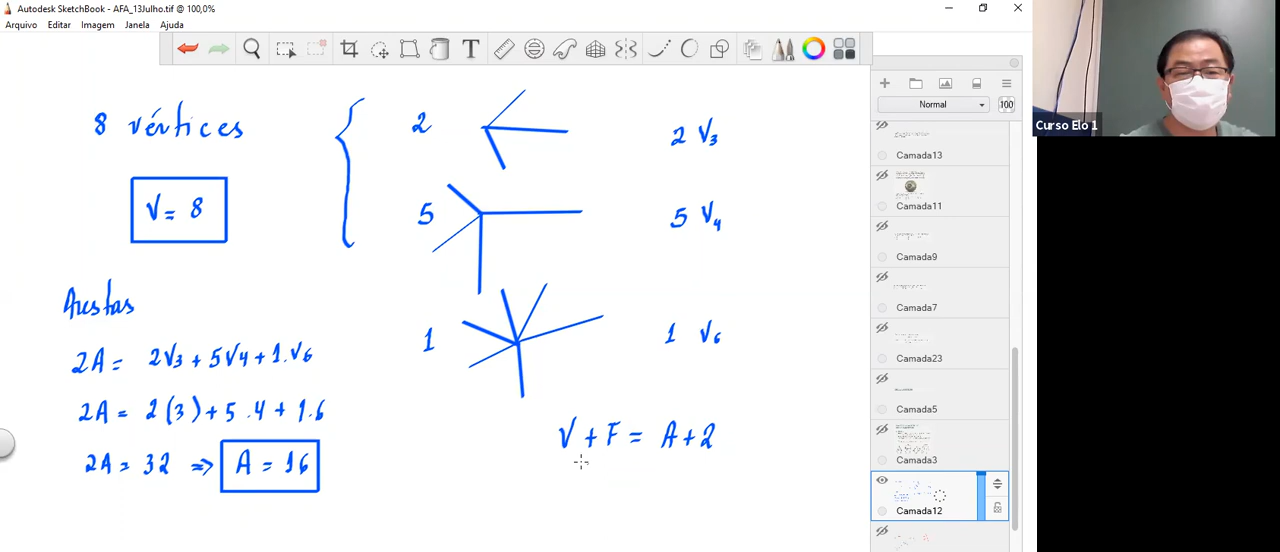 Autodesk SketchBook - AFA_13Julho.tif @ 100,0%
Arquivo Editar Imagem Janela Ajuda
8 vértices
V = 8
2
2 V3
5
5 V4
1
1 V6
Arestas
2A = 2V3 + 5V4 + 1.V6
2A = 2(3) + 5.4 + 1.6
2A = 32 => A = 16
V + F = A + 2
Normal 100
Camada13
Camada11
Camada9
Camada7
Camada23
Camada5
Camada3
Camada12
Curso Elo 1